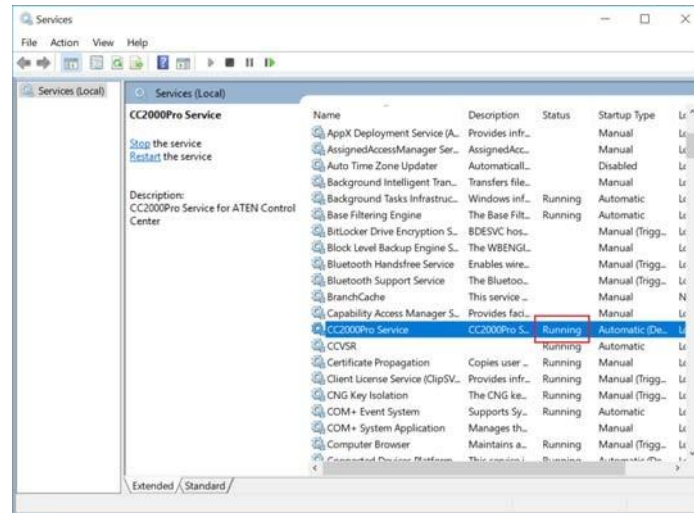 Services
File Action View Help
Services (Local)
Services (Local)
CC2000Pro Service
Stop the service
Restart the service
Description:
CC2000Pro Service for ATEN Control
Center
Name Description Status Startup Type
AppX Deployment Service (A... Provides infr... Manual
AssignedAccessManager Ser... AssignedAcc... Manual
Auto Time Zone Updater Automaticall... Disabled
Background Intelligent Tran... Transfers file... Manual
Background Tasks Infrastruc... Windows inf... Running Automatic
Base Filtering Engine The Base Filt... Running Automatic
BitLocker Drive Encryption S... BDESVC hos... Manual (Trigg...
Block Level Backup Engine S... The WBENGI... Manual
Bluetooth Handsfree Service Enables wire... Manual (Trigg...
Bluetooth Support Service The Bluetoo... Manual (Trigg...
BranchCache This service ... Manual N
Capability Access Manager S... Provides faci... Manual
CC2000Pro Service CC2000Pro S... Running Automatic (De...
CCVSR Running Automatic
Certificate Propagation Copies user ... Running Manual
Client License Service (ClipSV... Provides infr... Manual (Trigg...
CNG Key Isolation The CNG ke... Running Manual (Trigg...
COM+ Event System Supports Sy... Running Automatic
COM+ System Application Manages th... Manual
Computer Browser Maintains a... Running Manual (Trigg...
Extended Standard